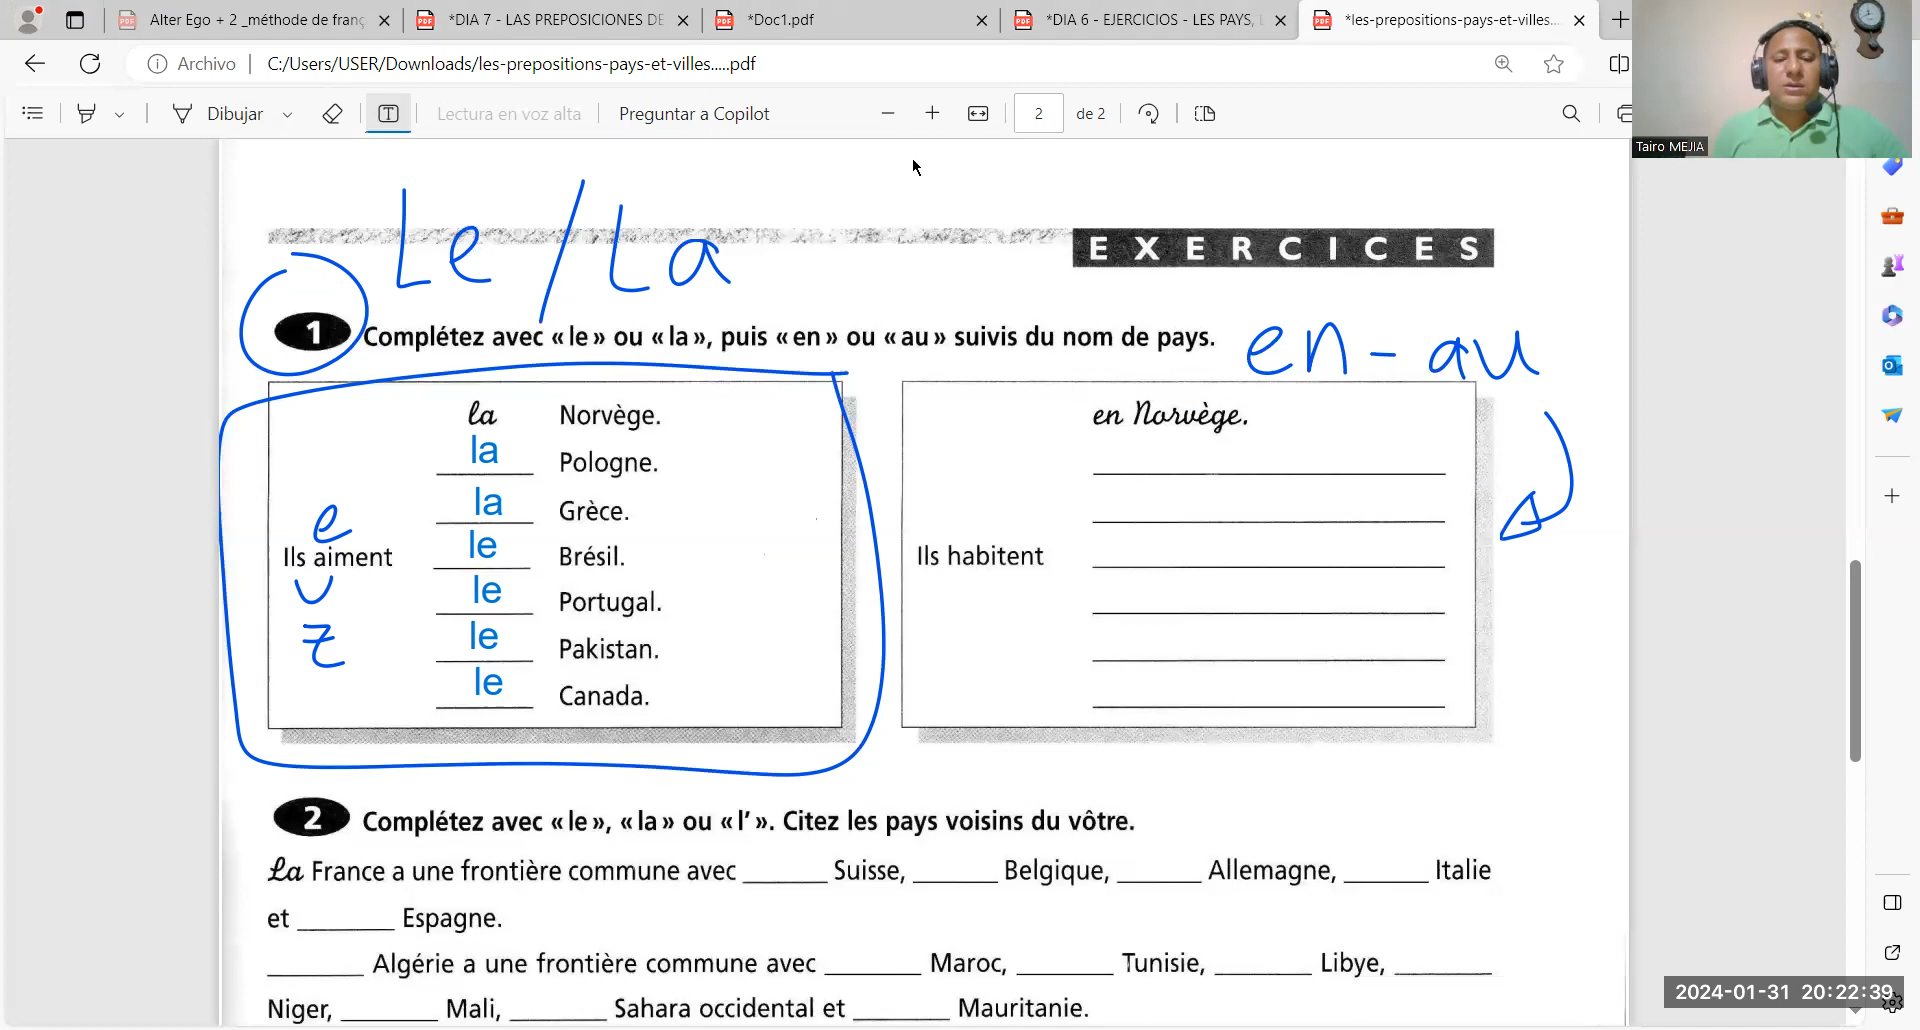 Alter Ego + 2 _méthode de franç
*DIA 7 - LAS PREPOSICIONES DE
*Doc1.pdf
*DIA 6 - EJERCICIOS - LES PAYS, L
*les-prepositions-pays-et-villes...
Archivo
C:/Users/USER/Downloads/les-prepositions-pays-et-villes.....pdf
Dibujar
Lectura en voz alta
Preguntar a Copilot
2
de 2
Tairo MEJIA
Le / La
EXERCICES
1 Complétez avec « le » ou « la », puis « en » ou « au » suivis du nom de pays.
en - au
la Norvège.
la Pologne.
la Grèce.
e
Ils aiment
le Brésil.
le Portugal.
z
le Pakistan.
le Canada.
en Norvège.
Ils habitent
2 Complétez avec « le », « la » ou « l' ». Citez les pays voisins du vôtre.
La France a une frontière commune avec ______ Suisse, ______ Belgique, ______ Allemagne, ______ Italie
et ______ Espagne.
______ Algérie a une frontière commune avec ______ Maroc, ______ Tunisie, ______ Libye, ______
Niger, ______ Mali, ______ Sahara occidental et ______ Mauritanie.
2024-01-31 20:22:39